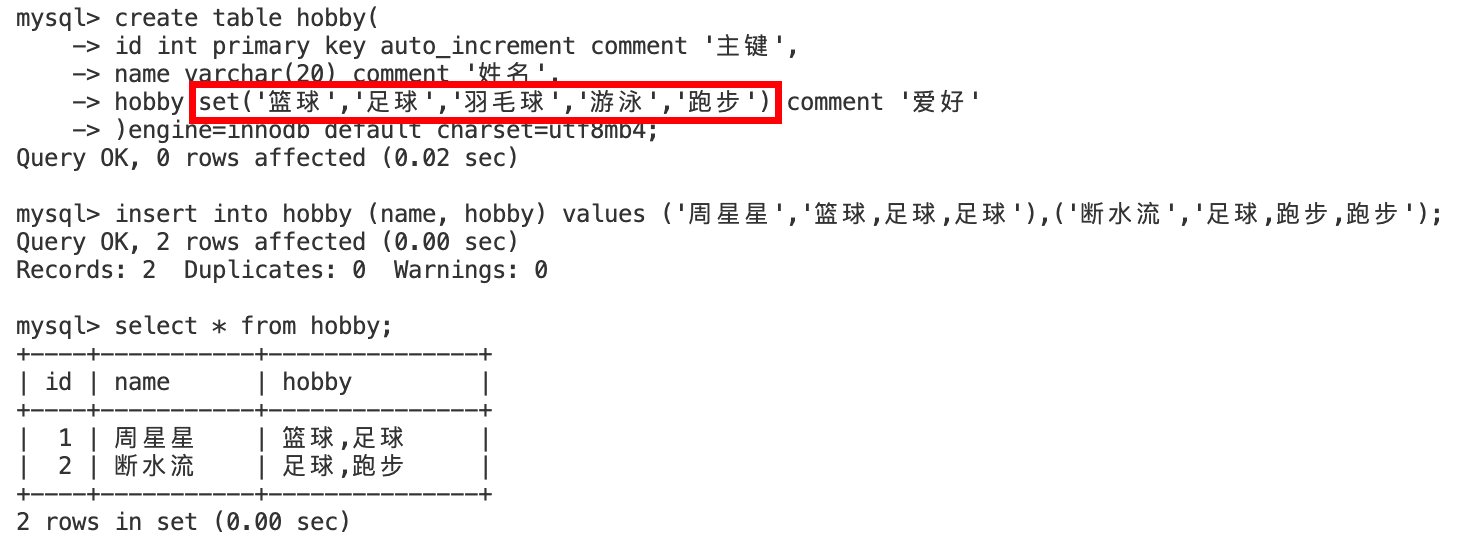 mysql> create table hobby(
    -> id int primary key auto_increment comment '主键',
    -> name varchar(20) comment '姓名',
    -> hobby set('篮球','足球','羽毛球','游泳','跑步') comment '爱好'
    -> )engine=innodb default charset=utf8mb4;
Query OK, 0 rows affected (0.02 sec)
mysql> insert into hobby (name, hobby) values ('周星星','篮球,足球,足球'),('断水流','足球,跑步,跑步');
Query OK, 2 rows affected (0.00 sec)
Records: 2  Duplicates: 0  Warnings: 0
mysql> select * from hobby;
+----+-----------+---------------+
| id | name      | hobby         |
+----+-----------+---------------+
|  1 | 周星星    | 篮球,足球     |
|  2 | 断水流    | 足球,跑步     |
+----+-----------+---------------+
2 rows in set (0.00 sec)